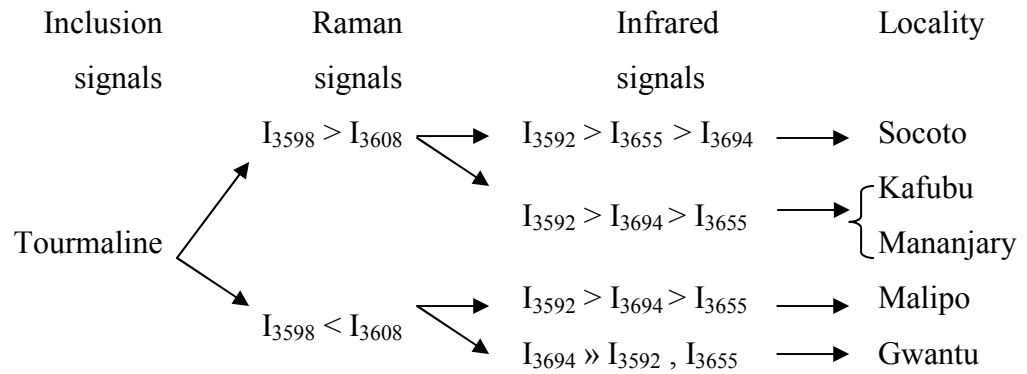 Inclusion signals Raman signals Infrared signals Locality
I₃₅₉₈ > I₃₆₀₈ I₃₅₉₂ > I₃₆₅₅ > I₃₆₉₄ Socoto
Kafubu
I₃₅₉₂ > I₃₆₉₄ > I₃₆₅₅
Tourmaline Mananjary
I₃₅₉₂ > I₃₆₉₄ > I₃₆₅₅ Malipo
I₃₅₉₈ < I₃₆₀₈
I₃₆₉₄ » I₃₅₉₂ , I₃₆₅₅ Gwantu